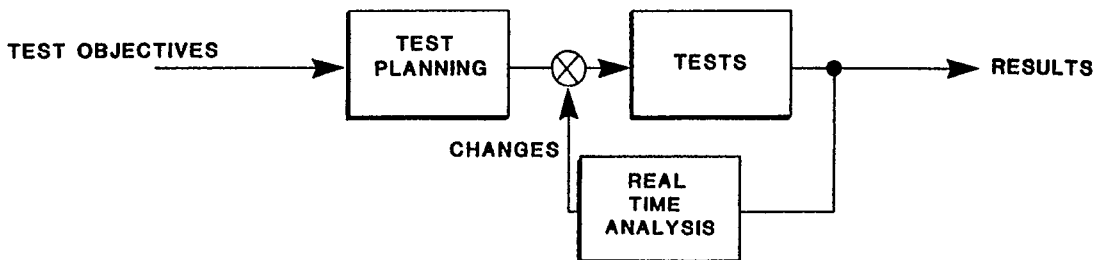 TEST OBJECTIVES
TEST
PLANNING
TESTS
RESULTS
CHANGES
REAL
TIME
ANALYSIS